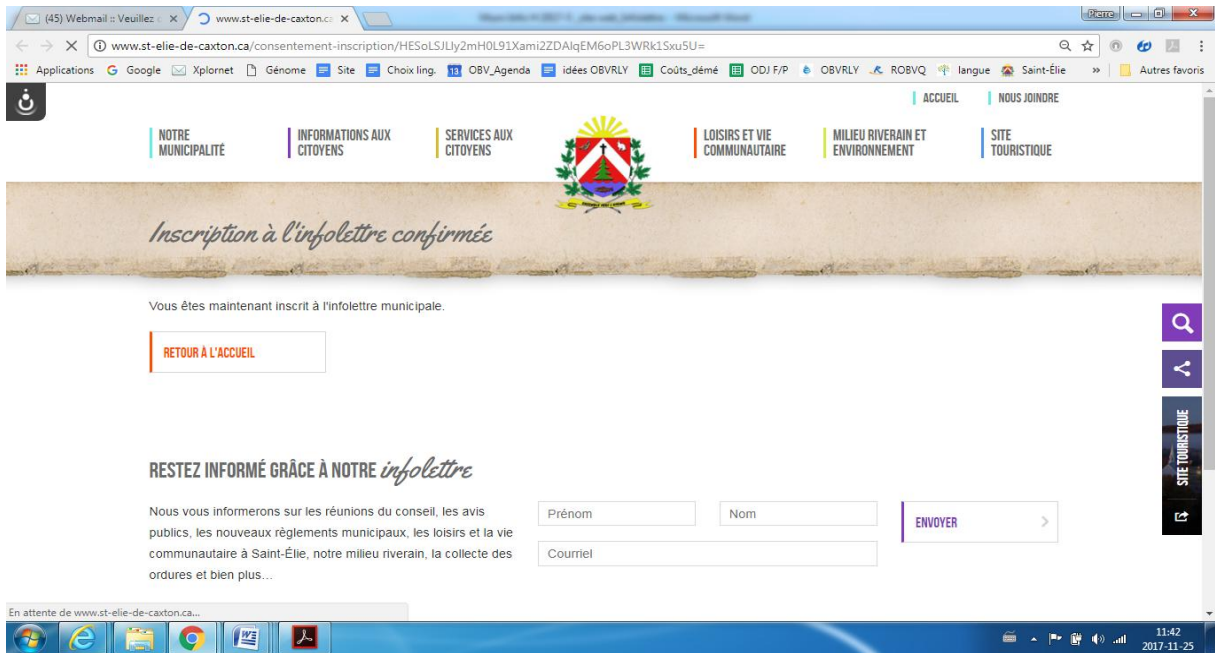 (45) Webmail :: Veuillez c
www.st-elie-de-caxton.ca
Pierre
www.st-elie-de-caxton.ca/consentement-inscription/HESoLSJLIy2mH0L91Xami2ZDAIqEM6oPL3WRk1Sxu5U=
Applications Google Xplornet Génome Site Choix ling. 13 OBV_Agenda idées OBVRLY Coûts_démé ODJ F/P OBVRLY ROBVQ langue Saint-Élie » Autres favoris
ACCUEIL NOUS JOINDRE
NOTRE MUNICIPALITÉ
INFORMATIONS AUX CITOYENS
SERVICES AUX CITOYENS
LOISIRS ET VIE COMMUNAUTAIRE
MILIEU RIVERAIN ET ENVIRONNEMENT
SITE TOURISTIQUE
Inscription à l'infolettre confirmée
Vous êtes maintenant inscrit à l'infolettre municipale.
RETOUR À L'ACCUEIL
SITE TOURISTIQUE
RESTEZ INFORMÉ GRÂCE À NOTRE infolettre
Nous vous informerons sur les réunions du conseil, les avis
publics, les nouveaux règlements municipaux, les loisirs et la vie
communautaire à Saint-Élie, notre milieu riverain, la collecte des
ordures et bien plus…
Prénom Nom
Courriel
ENVOYER
En attente de www.st-elie-de-caxton.ca...
11:42
2017-11-25